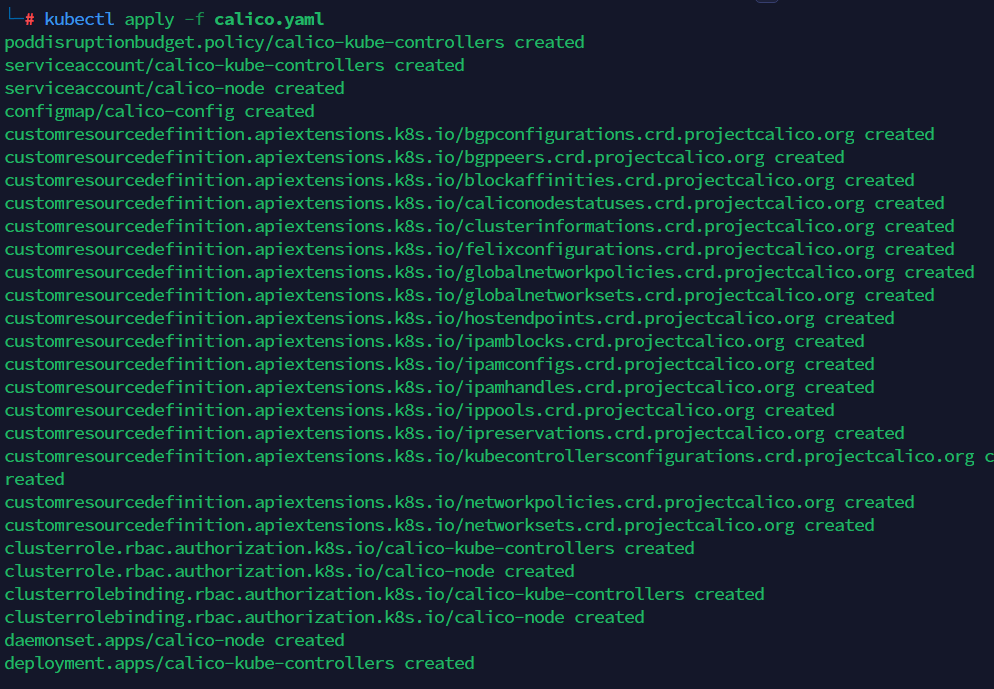 └─# kubectl apply -f calico.yaml
poddisruptionbudget.policy/calico-kube-controllers created
serviceaccount/calico-kube-controllers created
serviceaccount/calico-node created
configmap/calico-config created
customresourcedefinition.apiextensions.k8s.io/bgpconfigurations.crd.projectcalico.org created
customresourcedefinition.apiextensions.k8s.io/bgppeers.crd.projectcalico.org created
customresourcedefinition.apiextensions.k8s.io/blockaffinities.crd.projectcalico.org created
customresourcedefinition.apiextensions.k8s.io/caliconodestatuses.crd.projectcalico.org created
customresourcedefinition.apiextensions.k8s.io/clusterinformations.crd.projectcalico.org created
customresourcedefinition.apiextensions.k8s.io/felixconfigurations.crd.projectcalico.org created
customresourcedefinition.apiextensions.k8s.io/globalnetworkpolicies.crd.projectcalico.org created
customresourcedefinition.apiextensions.k8s.io/globalnetworksets.crd.projectcalico.org created
customresourcedefinition.apiextensions.k8s.io/hostendpoints.crd.projectcalico.org created
customresourcedefinition.apiextensions.k8s.io/ipamblocks.crd.projectcalico.org created
customresourcedefinition.apiextensions.k8s.io/ipamconfigs.crd.projectcalico.org created
customresourcedefinition.apiextensions.k8s.io/ipamhandles.crd.projectcalico.org created
customresourcedefinition.apiextensions.k8s.io/ippools.crd.projectcalico.org created
customresourcedefinition.apiextensions.k8s.io/ipreservations.crd.projectcalico.org created
customresourcedefinition.apiextensions.k8s.io/kubecontrollersconfigurations.crd.projectcalico.org c
reated
customresourcedefinition.apiextensions.k8s.io/networkpolicies.crd.projectcalico.org created
customresourcedefinition.apiextensions.k8s.io/networksets.crd.projectcalico.org created
clusterrole.rbac.authorization.k8s.io/calico-kube-controllers created
clusterrole.rbac.authorization.k8s.io/calico-node created
clusterrolebinding.rbac.authorization.k8s.io/calico-kube-controllers created
clusterrolebinding.rbac.authorization.k8s.io/calico-node created
daemonset.apps/calico-node created
deployment.apps/calico-kube-controllers created